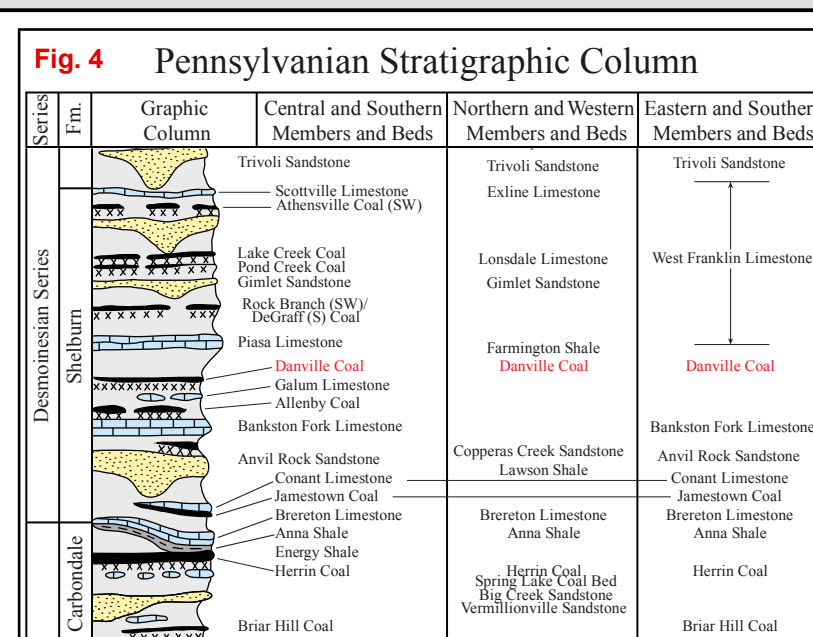 Fig. 4
Pennsylvanian Stratigraphic Column
Series
Fm.
Graphic
Column
Central and Southern
Members and Beds
Northern and Western
Members and Beds
Eastern and Souther
Members and Beds
Desmoinesian Series
Shelburn
Carbondale
Trivoli Sandstone
Scottville Limestone
Athensville Coal (SW)
Lake Creek Coal
Pond Creek Coal
Gimlet Sandstone
Rock Branch (SW)/
DeGraff (S) Coal
Piasa Limestone
Danville Coal
Galum Limestone
Allenby Coal
Bankston Fork Limestone
Anvil Rock Sandstone
Conant Limestone
Jamestown Coal
Brereton Limestone
Anna Shale
Energy Shale
Herrin Coal
Briar Hill Coal
Trivoli Sandstone
Exline Limestone
Lonsdale Limestone
Gimlet Sandstone
Farmington Shale
Danville Coal
Copperas Creek Sandstone
Lawson Shale
Brereton Limestone
Anna Shale
Herrin Coal
Spring Lake Coal Bed
Big Creek Sandstone
Vermillionville Sandstone
Trivoli Sandstone
West Franklin Limestone
Danville Coal
Bankston Fork Limestone
Anvil Rock Sandstone
Conant Limestone
Jamestown Coal
Brereton Limestone
Anna Shale
Herrin Coal
Briar Hill Coal